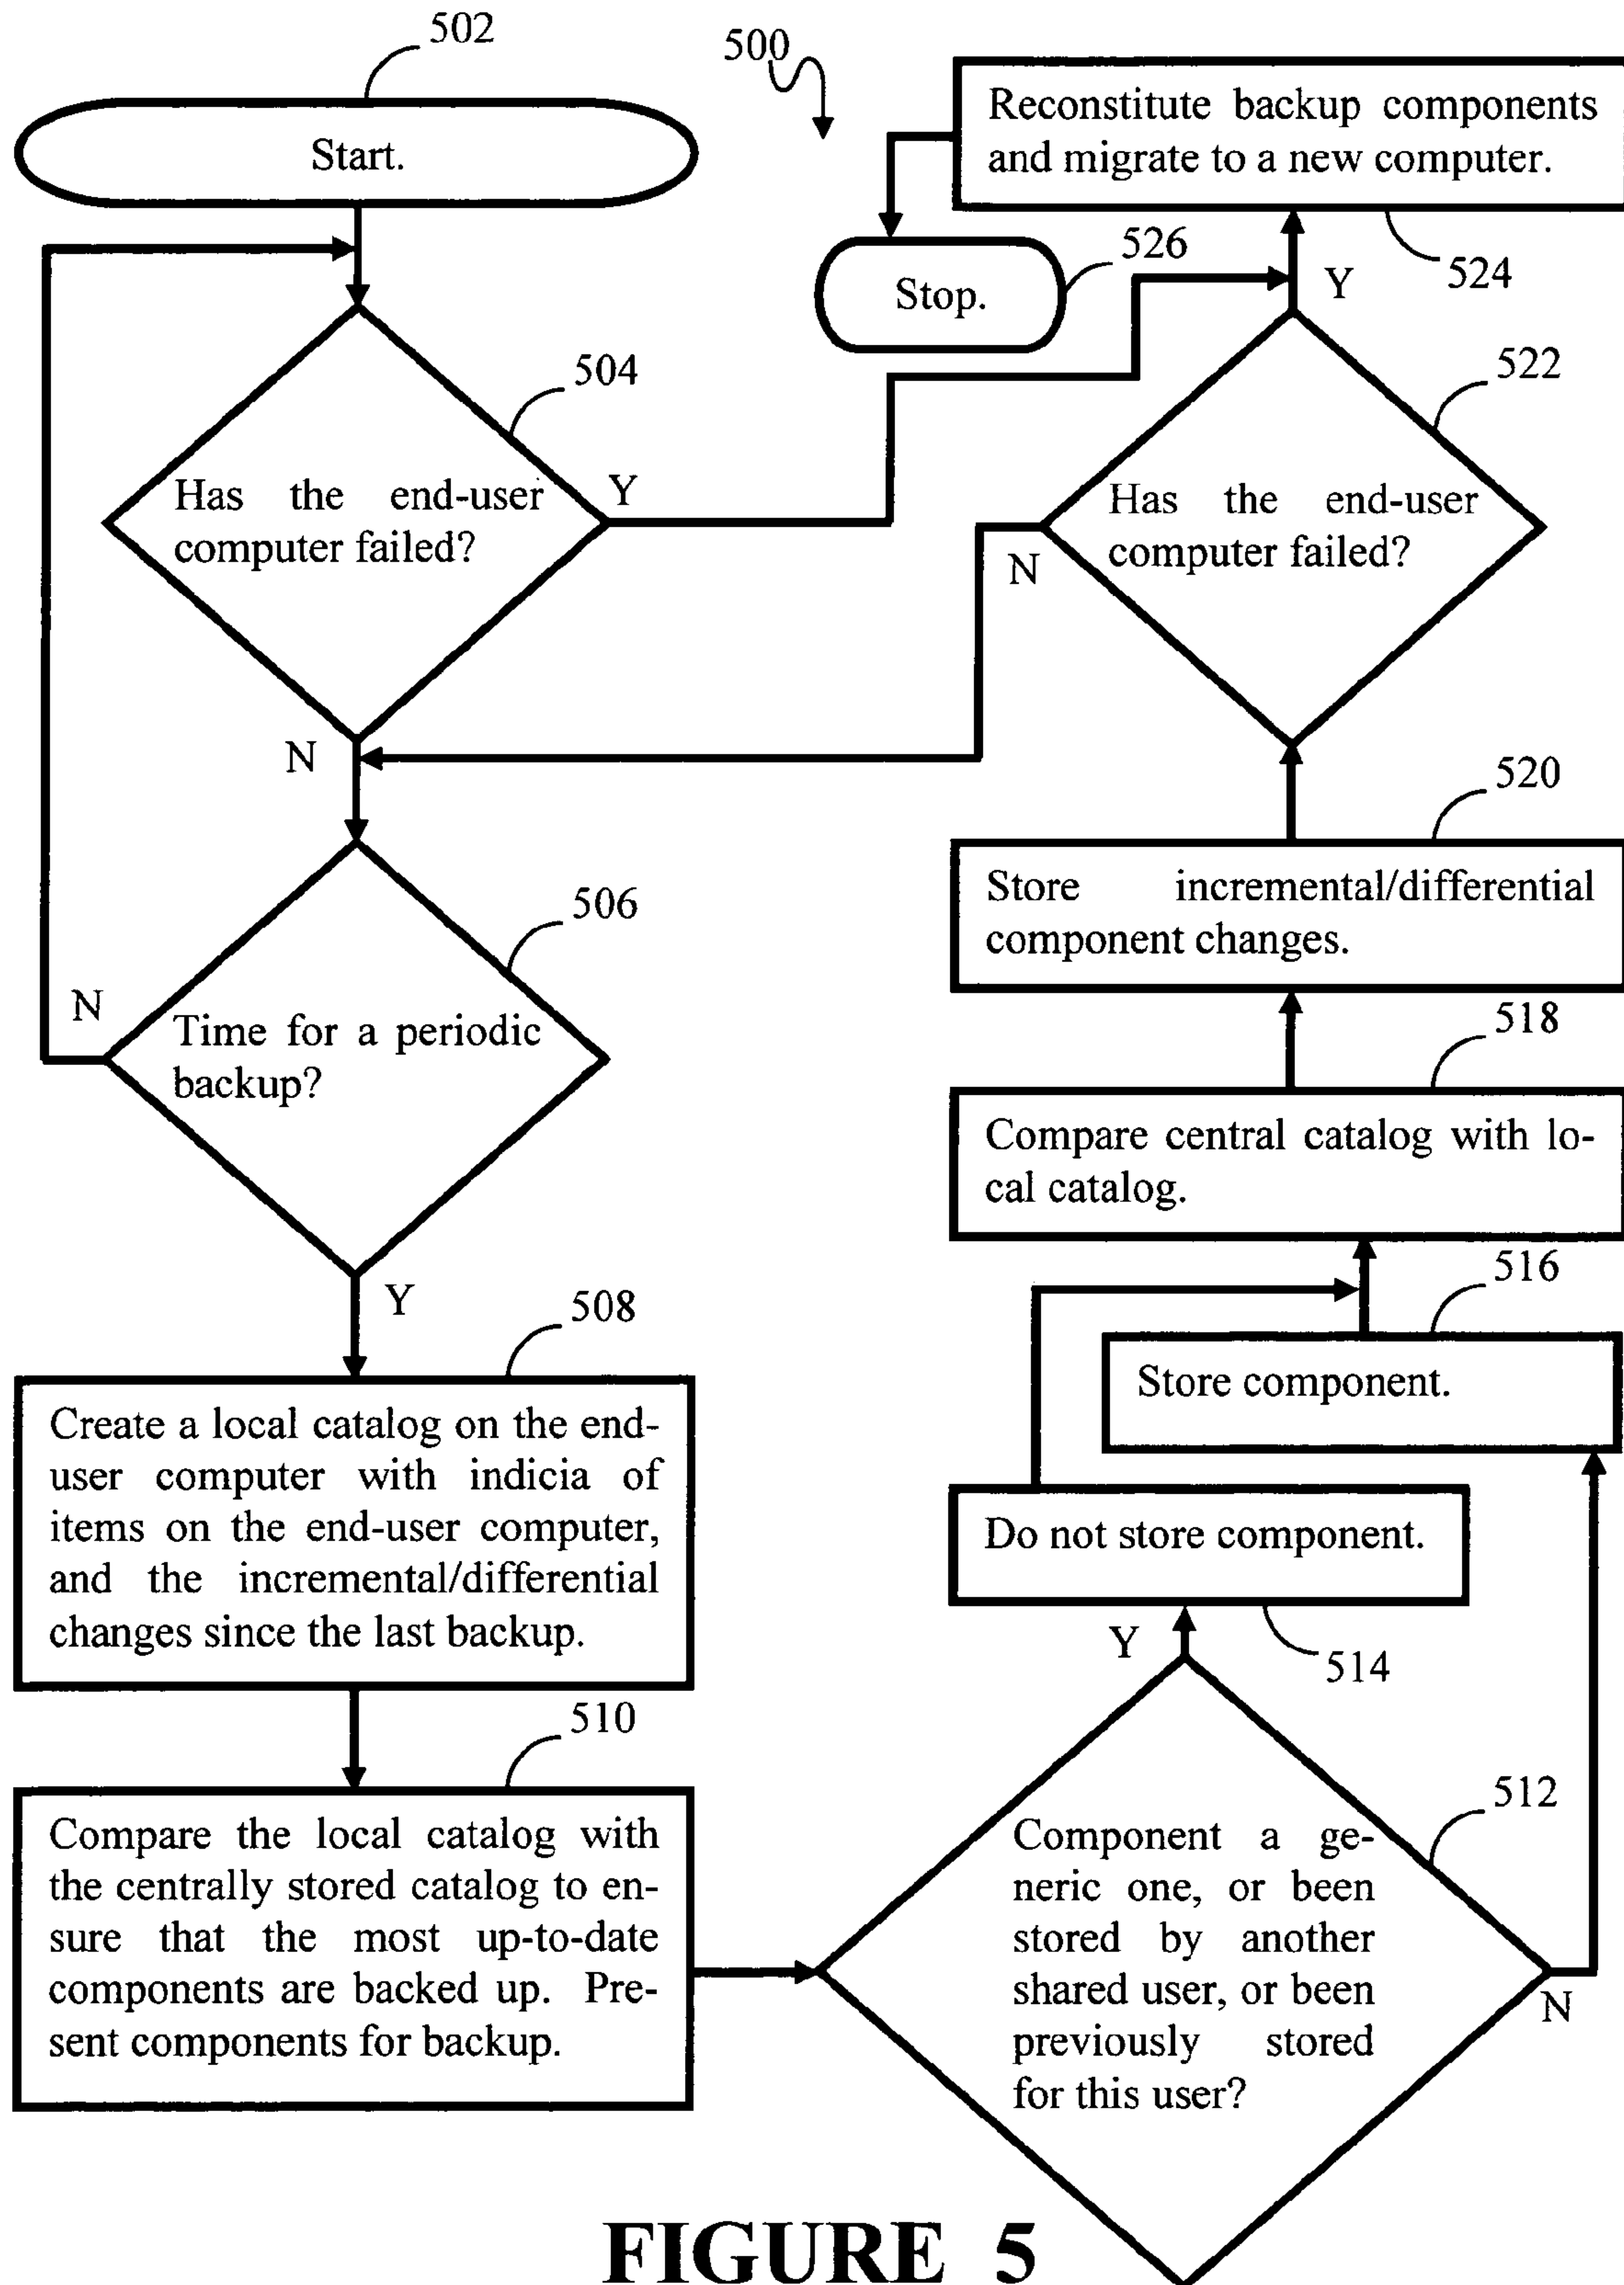 502
Start.
500
Reconstitute backup components
and migrate to a new computer.
524
Stop.
526
504
Has the end-user
computer failed?
Y
N
522
Has the end-user
computer failed?
Y
N
506
Time for a periodic
backup?
N
Y
520
Store incremental/differential
component changes.
518
Compare central catalog with lo-
cal catalog.
516
Store component.
Do not store component.
514
508
Create a local catalog on the end-
user computer with indicia of
items on the end-user computer,
and the incremental/differential
changes since the last backup.
510
Compare the local catalog with
the centrally stored catalog to en-
sure that the most up-to-date
components are backed up. Pre-
sent components for backup.
512
Component a ge-
neric one, or been
stored by another
shared user, or been
previously stored
for this user?
Y
N
FIGURE 5